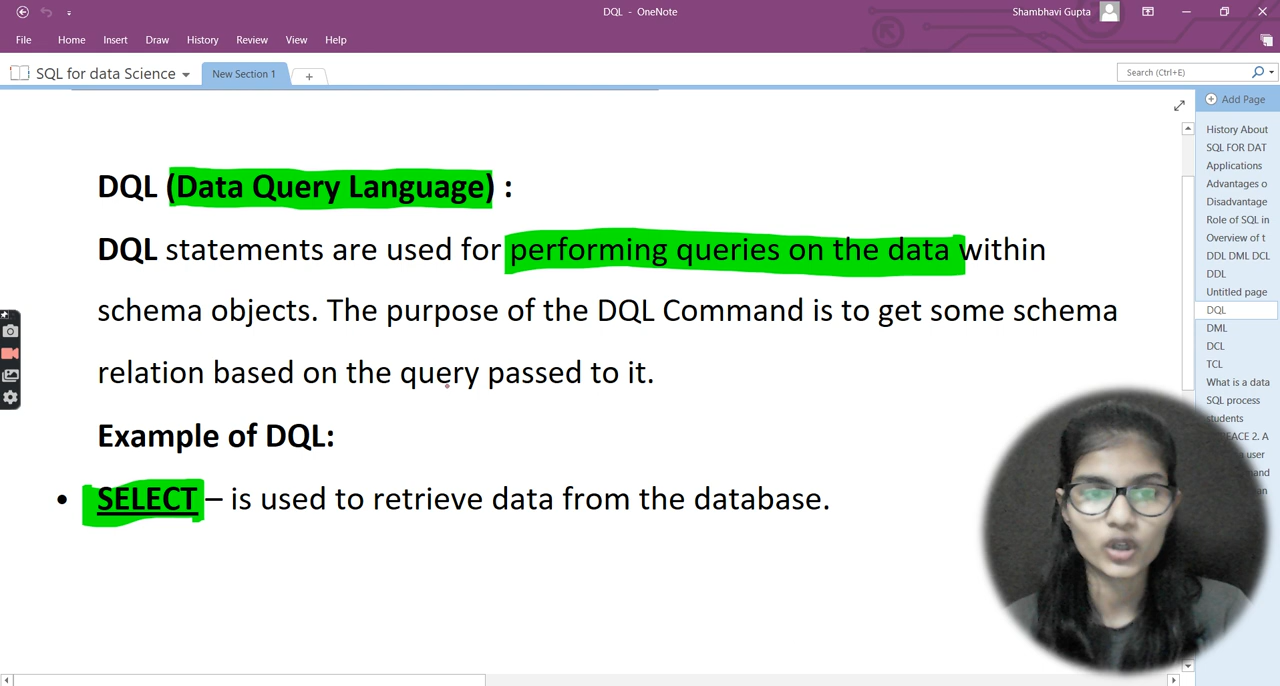 DQL - OneNote
Shambhavi Gupta
File Home Insert Draw History Review View Help
SQL for data Science
New Section 1
Search (Ctrl+E)
Add Page
DQL (Data Query Language) :
DQL statements are used for performing queries on the data within
schema objects. The purpose of the DQL Command is to get some schema
relation based on the query passed to it.
Example of DQL:
• SELECT – is used to retrieve data from the database.
History About
SQL FOR DAT
Applications
Advantages o
Disadvantage
Role of SQL in
Overview of t
DDL DML DCL
DDL
Untitled page
DQL
DML
DCL
TCL
What is a data
SQL process
students
FACE 2. A
user